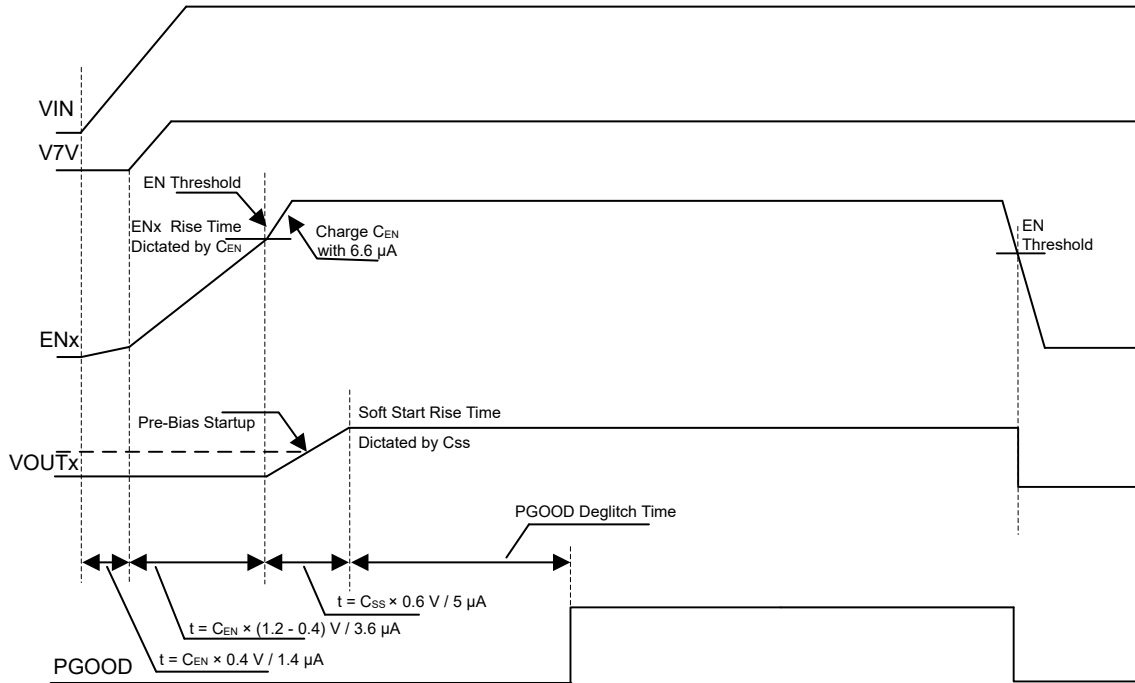 VIN
V7V
EN Threshold
ENx Rise Time
Dictated by CEN
Charge CEN
with 6.6 µA
EN
Threshold
ENx
Pre-Bias Startup
Soft Start Rise Time
Dictated by Css
VOUTx
PGOOD Deglitch Time
t = CSS × 0.6 V / 5 µA
t = CEN × (1.2 - 0.4) V / 3.6 µA
t = CEN × 0.4 V / 1.4 µA
PGOOD